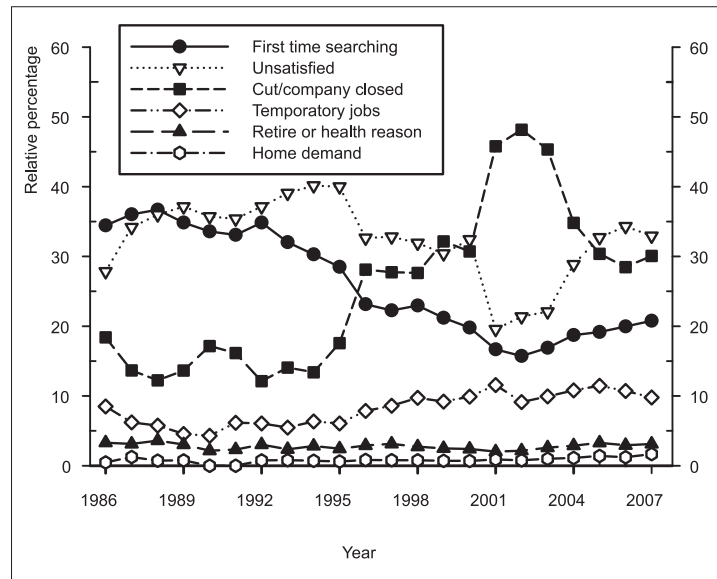 Relative percentage
60
50
40
30
20
10
0
First time searching
Unsatisfied
Cut/company closed
Temporatory jobs
Retire or health reason
Home demand
60
50
40
30
20
10
0
1986 1989 1992 1995 1998 2001 2004 2007
Year